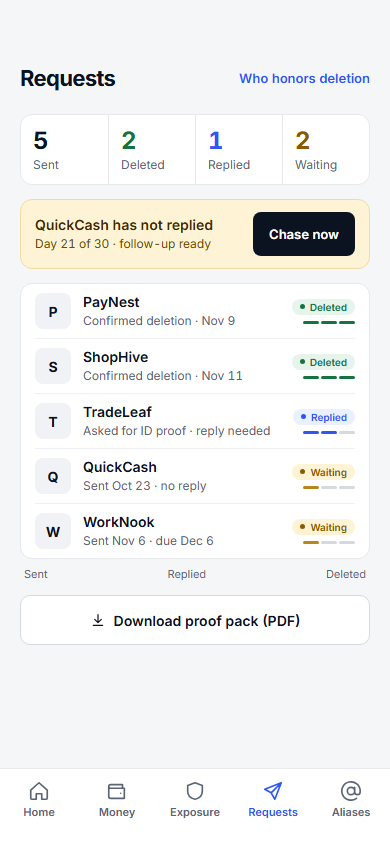 Requests
Who honors deletion
5
Sent
2
Deleted
1
Replied
2
Waiting
QuickCash has not replied
Day 21 of 30 · follow-up ready
Chase now
P
PayNest
Confirmed deletion · Nov 9
Deleted
S
ShopHive
Confirmed deletion · Nov 11
Deleted
T
TradeLeaf
Asked for ID proof · reply needed
Replied
Q
QuickCash
Sent Oct 23 · no reply
Waiting
W
WorkNook
Sent Nov 6 · due Dec 6
Waiting
Sent
Replied
Deleted
Download proof pack (PDF)
Home
Money
Exposure
Requests
Aliases